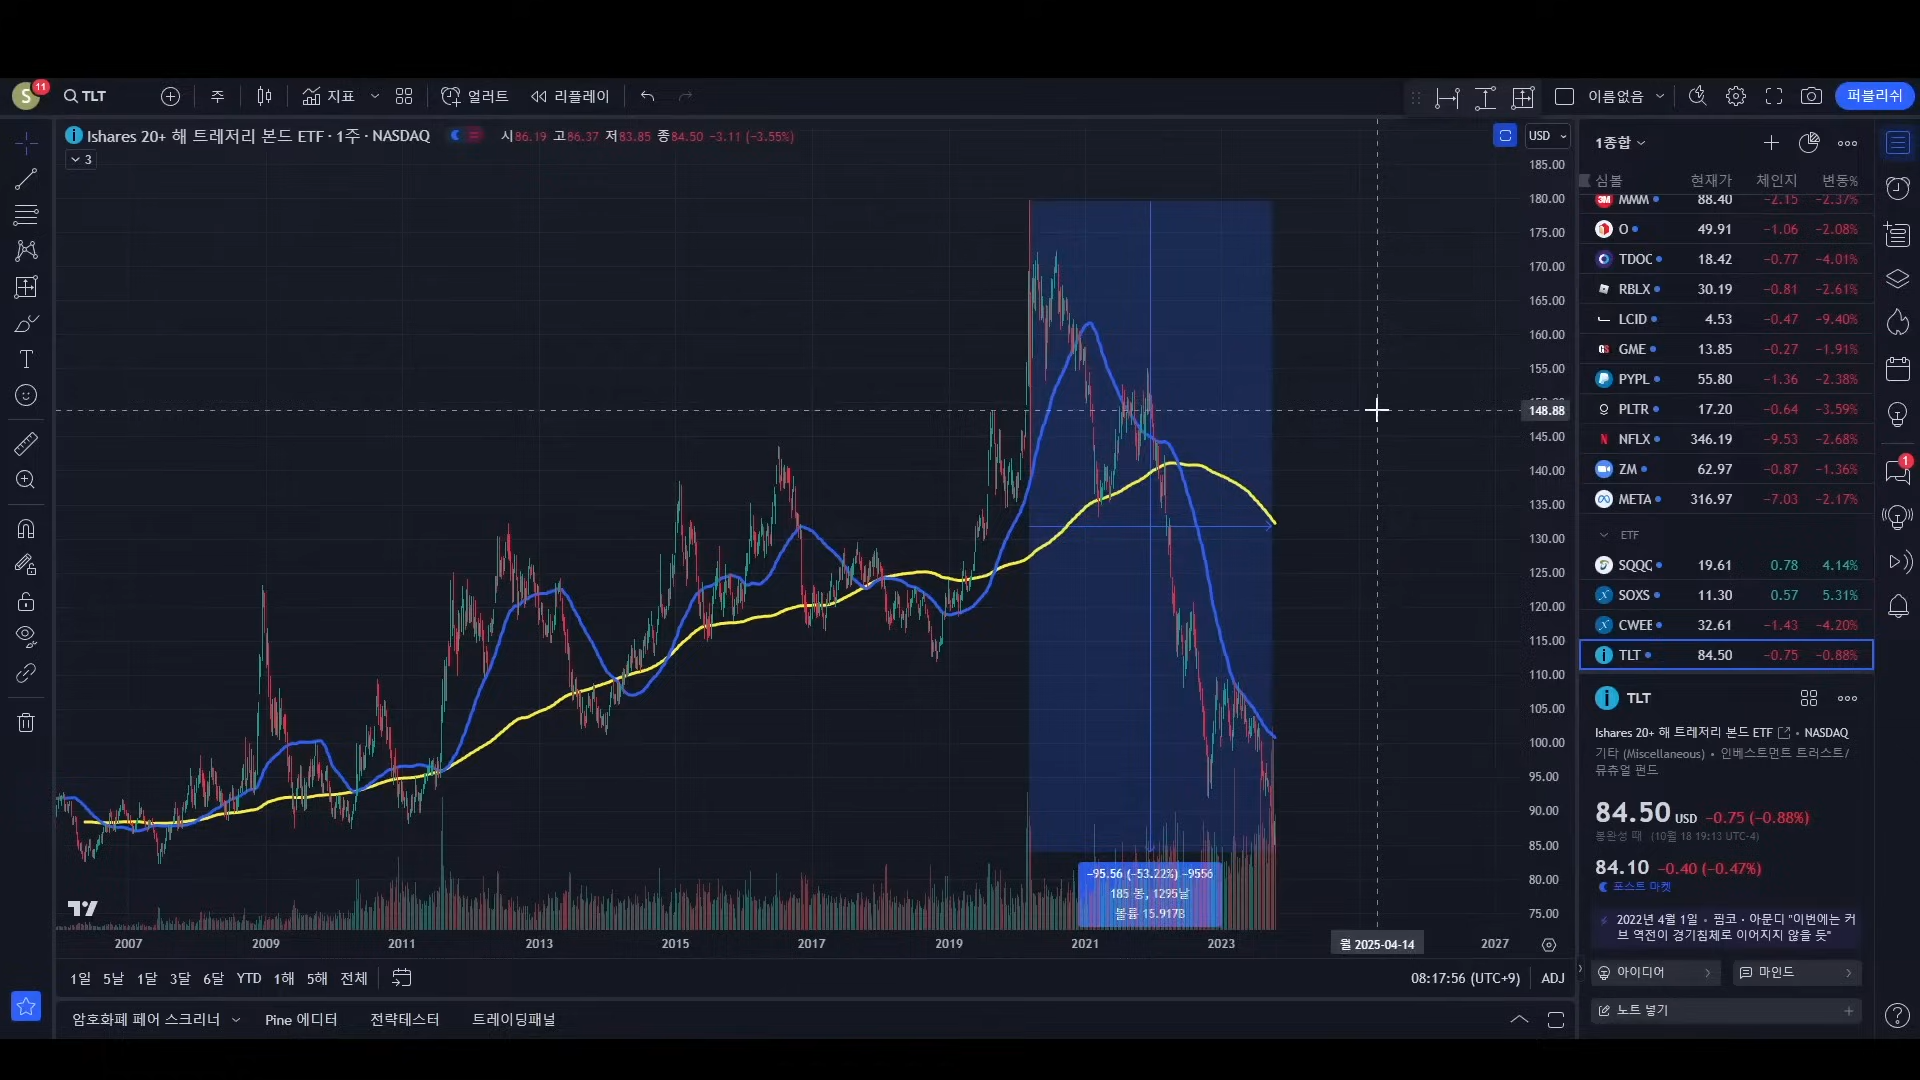 S 11 TLT 주 지표 얼러트 리플레이 이름없음 퍼블리쉬
Ishares 20+ 해 트레저리 본드 ETF · 1주 · NASDAQ 시86.19 고86.37 저83.85 종84.50 −3.11 (−3.55%) USD
3
185.00
180.00
175.00
170.00
165.00
160.00
155.00
148.88
145.00
140.00
135.00
130.00
125.00
120.00
115.00
110.00
105.00
100.00
95.00
90.00
85.00
80.00
75.00
−95.56 (−53.22%) −9556
185 봉, 1295날
볼륨 15.917B
2007 2009 2011 2013 2015 2017 2019 2021 2023 월 2025-04-14 2027
1일 5날 1달 3달 6달 YTD 1해 5해 전체 08:17:56 (UTC+9) ADJ
암호화폐 페어 스크리너 Pine 에디터 전략테스터 트레이딩패널
1종합
심볼 현재가 체인지 변동%
MMM 88.40 −2.15 −2.37%
O 49.91 −1.06 −2.08%
TDOC 18.42 −0.77 −4.01%
RBLX 30.19 −0.81 −2.61%
LCID 4.53 −0.47 −9.40%
GME 13.85 −0.27 −1.91%
PYPL 55.80 −1.36 −2.38%
PLTR 17.20 −0.64 −3.59%
NFLX 346.19 −9.53 −2.68%
ZM 62.97 −0.87 −1.36%
META 316.97 −7.03 −2.17%
ETF
SQQQ 19.61 0.78 4.14%
SOXS 11.30 0.57 5.31%
CWEB 32.61 −1.43 −4.20%
TLT 84.50 −0.75 −0.88%
TLT
Ishares 20+ 해 트레저리 본드 ETF • NASDAQ
기타 (Miscellaneous) • 인베스트먼트 트러스트/
뮤츄얼 펀드
84.50 USD −0.75 (−0.88%)
봉완성 때 (10월 18 19:13 UTC-4)
84.10 −0.40 (−0.47%)
포스트 마켓
2022년 4월 1일 • 핌코・아문디 "이번에는 커
브 역전이 경기침체로 이어지지 않을 듯"
아이디어 마인드
노트 넣기
1